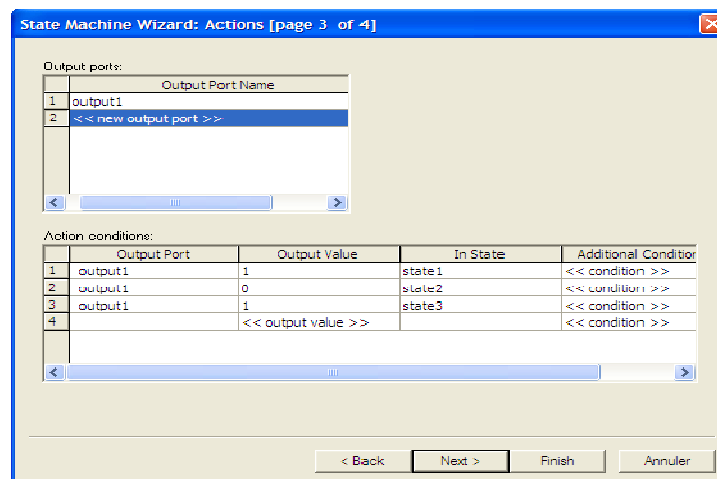 State Machine Wizard: Actions [page 3 of 4]
Output ports:
Output Port Name
1 output1
2 << new output port >>
Action conditions:
Output Port Output Value In State Additional Condition
1 output1 1 state1 << condition >>
2 output1 0 state2 << condition >>
3 output1 1 state3 << condition >>
4 << output value >> << condition >>
< Back Next > Finish Annuler